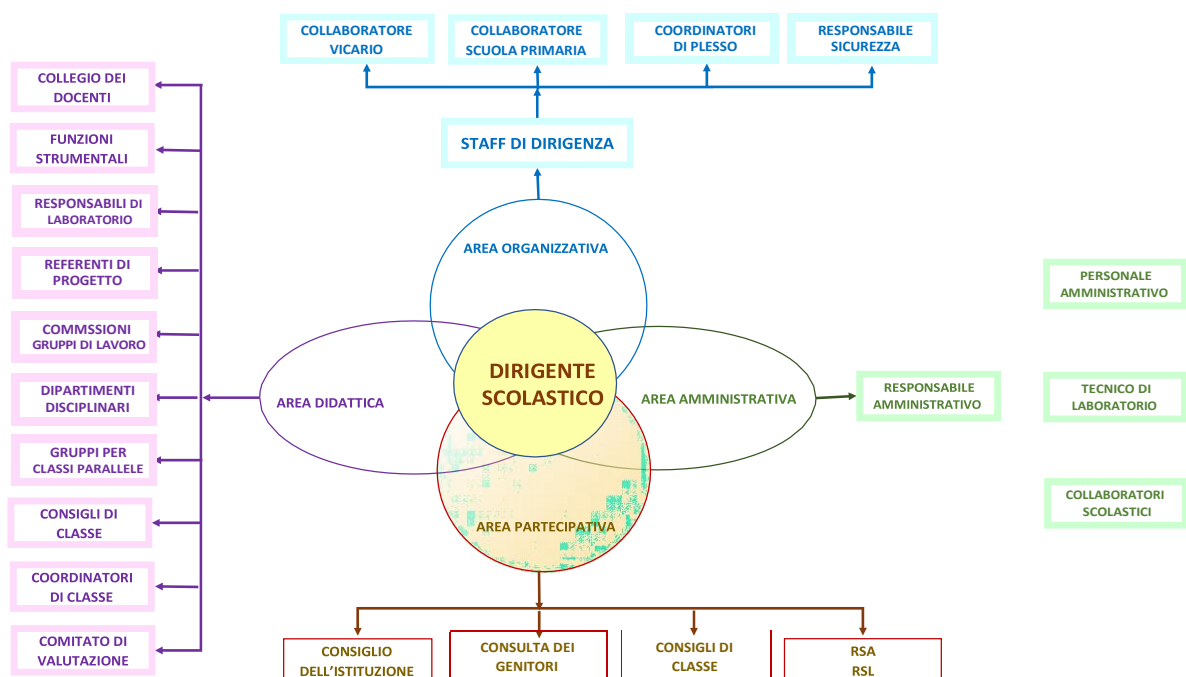 COLLABORATORE
VICARIO
COLLABORATORE
SCUOLA PRIMARIA
COORDINATORI
DI PLESSO
RESPONSABILE
SICUREZZA
STAFF DI DIRIGENZA
COLLEGIO DEI
DOCENTI
FUNZIONI
STRUMENTALI
RESPONSABILI DI
LABORATORIO
REFERENTI DI
PROGETTO
COMMSSIONI
GRUPPI DI LAVORO
DIPARTIMENTI
DISCIPLINARI
GRUPPI PER
CLASSI PARALLELE
CONSIGLI DI
CLASSE
COORDINATORI
DI CLASSE
COMITATO DI
VALUTAZIONE
AREA ORGANIZZATIVA
DIRIGENTE
SCOLASTICO
AREA DIDATTICA
AREA AMMINISTRATIVA
AREA PARTECIPATIVA
RESPONSABILE
AMMINISTRATIVO
PERSONALE
AMMINISTRATIVO
TECNICO DI
LABORATORIO
COLLABORATORI
SCOLASTICI
CONSIGLIO
DELL'ISTITUZIONE
CONSULTA DEI
GENITORI
CONSIGLI DI
CLASSE
RSA
RSL